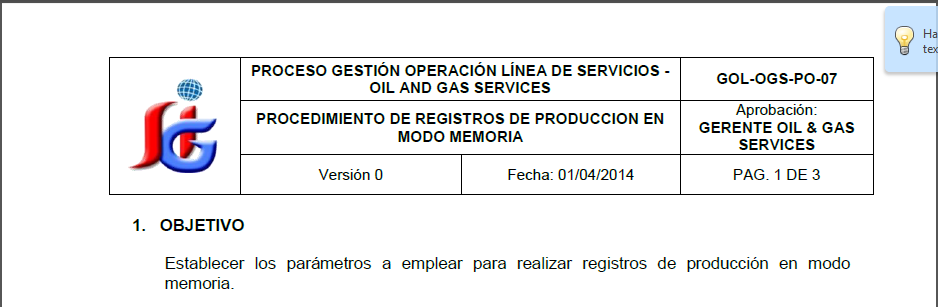 PROCESO GESTIÓN OPERACIÓN LÍNEA DE SERVICIOS -
OIL AND GAS SERVICES
GOL-OGS-PO-07
PROCEDIMIENTO DE REGISTROS DE PRODUCCION EN
MODO MEMORIA
Aprobación:
GERENTE OIL & GAS
SERVICES
Versión 0
Fecha: 01/04/2014
PAG. 1 DE 3
SIG
Ha
tex
1. OBJETIVO
Establecer los parámetros a emplear para realizar registros de producción en modo
memoria.